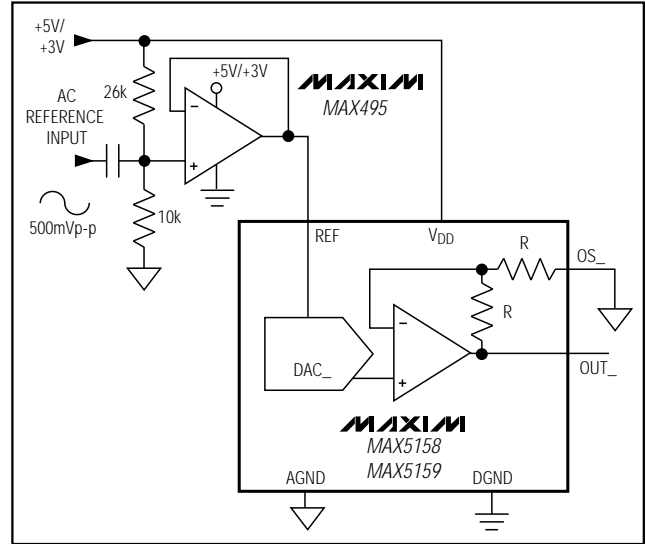 +5V/
+3V
26k
+5V/+3V
MAXIM
MAX495
AC
REFERENCE
INPUT
−
+
10k
500mVp-p
REF
VDD
R
OS_
R
−
+
DAC_
OUT_
MAXIM
MAX5158
MAX5159
AGND
DGND